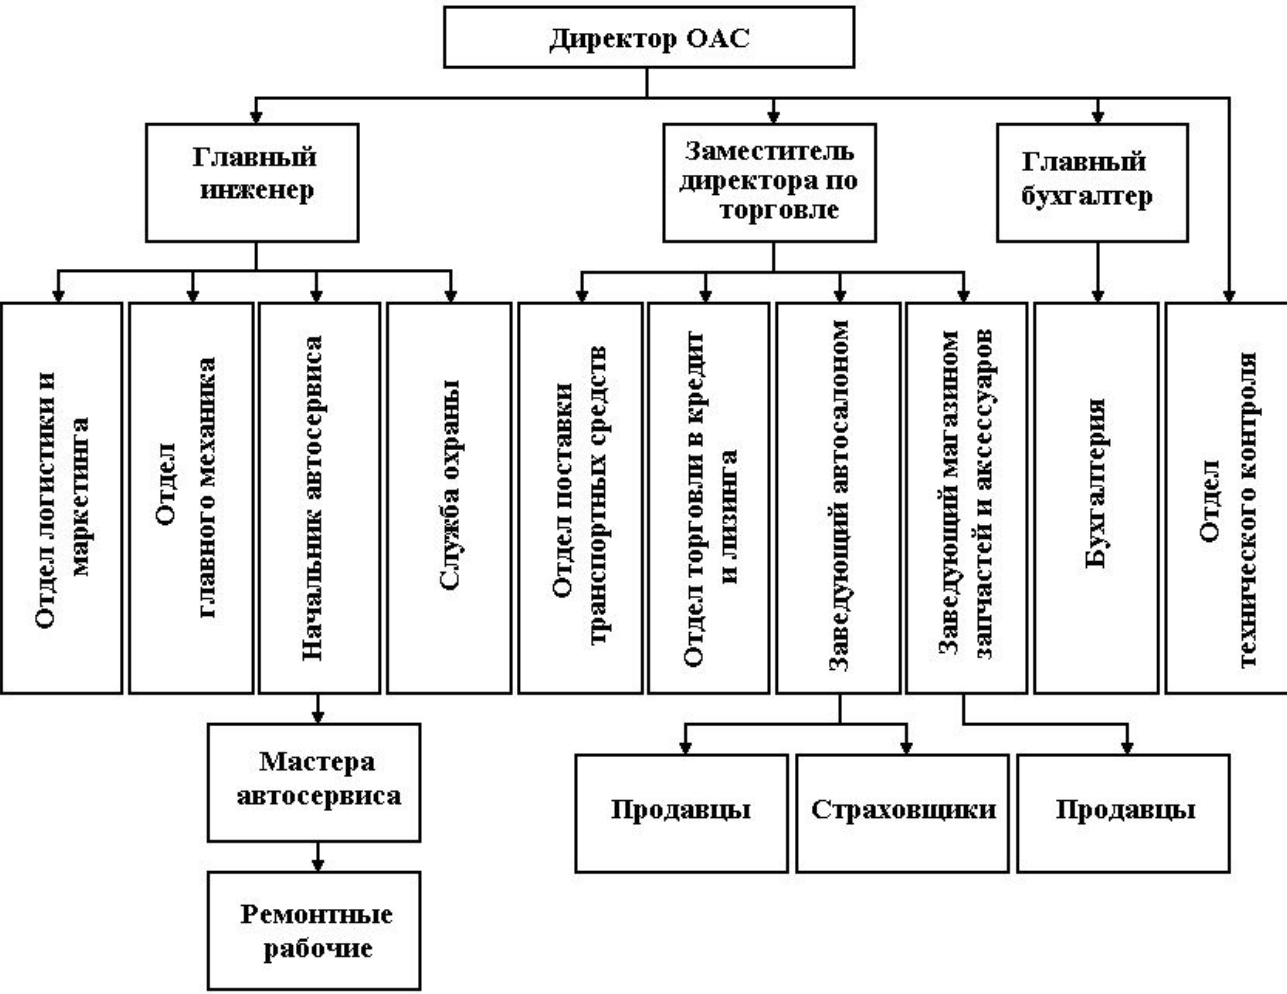 Директор ОАС
Главный
инженер
Заместитель
директора по
торговле
Главный
бухгалтер
Отдел логистики и
маркетинга
Отдел
главного механика
Начальник автосервиса
Служба охраны
Отдел поставки
транспортных средств
Отдел торговли в кредит
и лизинга
Заведующий автосалоном
Заведующий магазином
запчастей и аксессуаров
Бухгалтерия
Отдел
технического контроля
Мастера
автосервиса
Продавцы
Страховщики
Продавцы
Ремонтные
рабочие